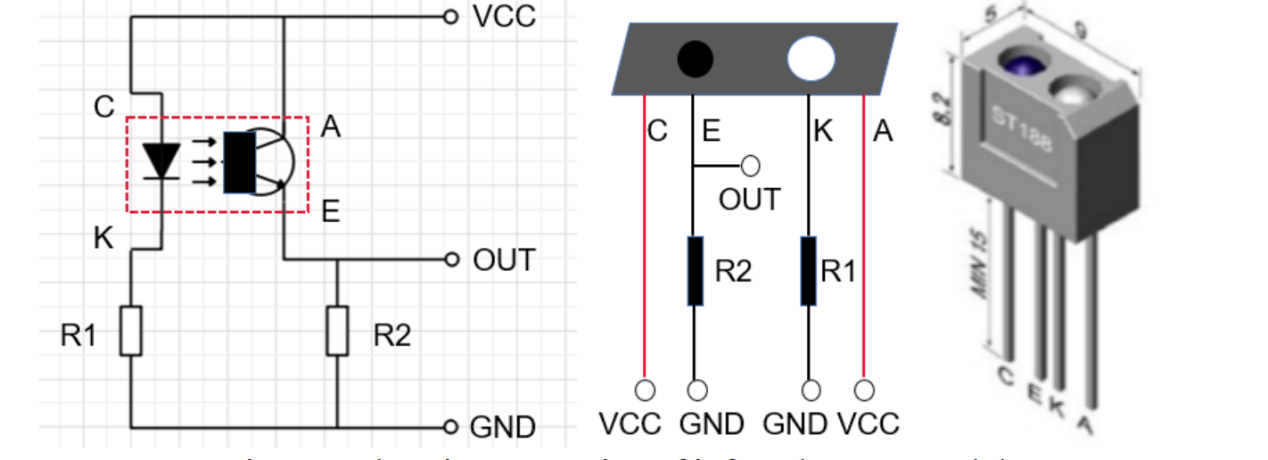 VCC
C
A
E
K
OUT
R1
R2
GND
C
E
K
A
OUT
R2
R1
VCC
GND
GND
VCC
5
9
8.2
ST188
MIN 15
C
E
K
A